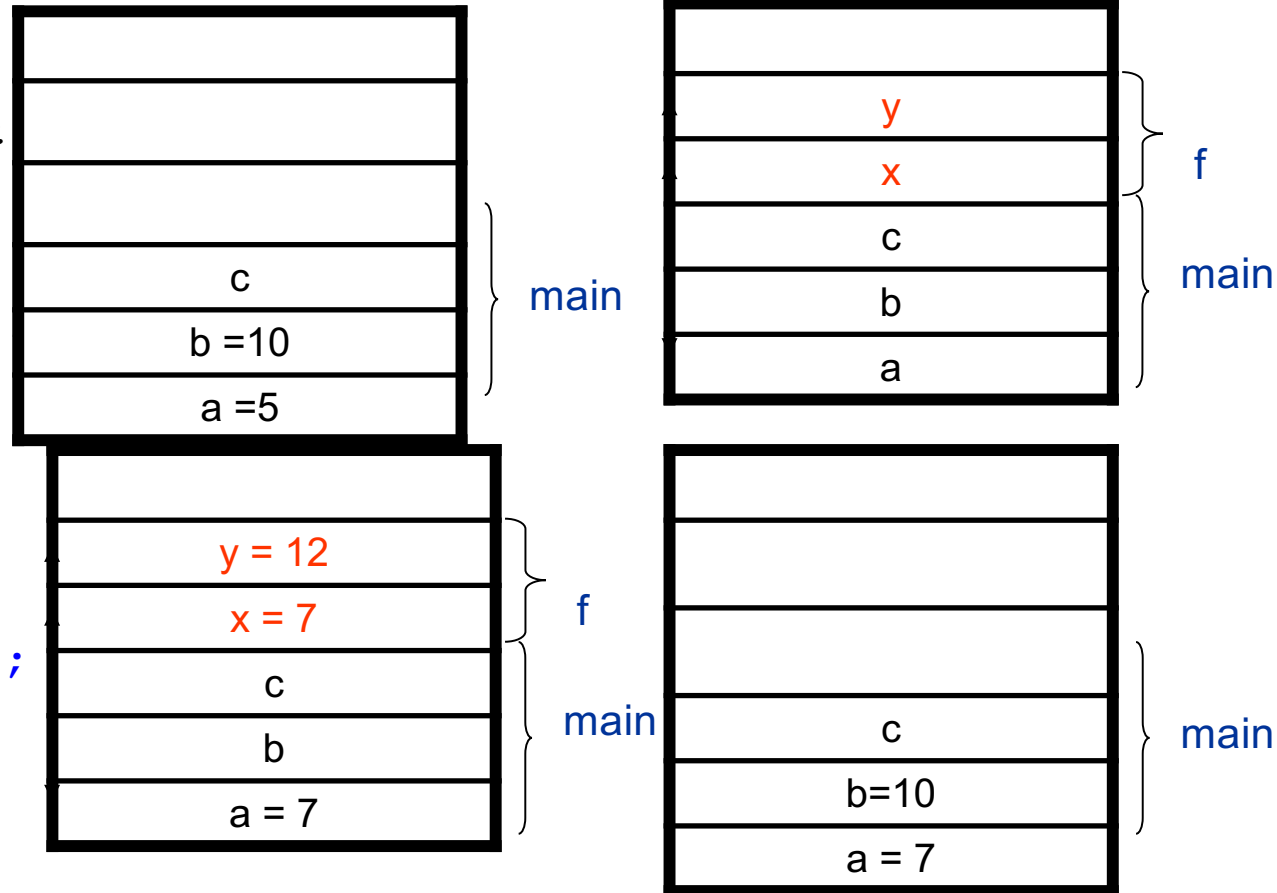 c
b =10
a =5
main
y
x
c
b
a
f
main
y = 12
x = 7
c
b
a = 7
f
main
;
c
b=10
a = 7
main